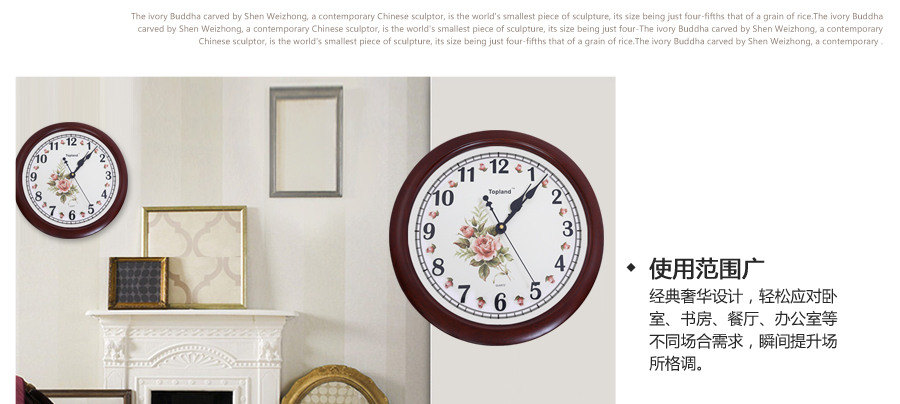 The ivory Buddha carved by Shen Weizhong, a contemporary Chinese sculptor, is the world's smallest piece of sculpture, its size being just four-fifths that of a grain of rice.The ivory Buddha
carved by Shen Weizhong, a contemporary Chinese sculptor, is the world's smallest piece of sculpture, its size being just four-The ivory Buddha carved by Shen Weizhong, a contemporary
Chinese sculptor, is the world's smallest piece of sculpture, its size being just four-fifths that of a grain of rice.The ivory Buddha carved by Shen Weizhong, a contemporary .
12
1
2
3
4
5
6
7
8
9
10
11
Topland
12
1
2
3
4
5
6
7
8
9
10
11
Topland
QUARTZ
使用范围广
经典奢华设计，轻松应对卧
室、书房、餐厅、办公室等
不同场合需求，瞬间提升场
所格调。